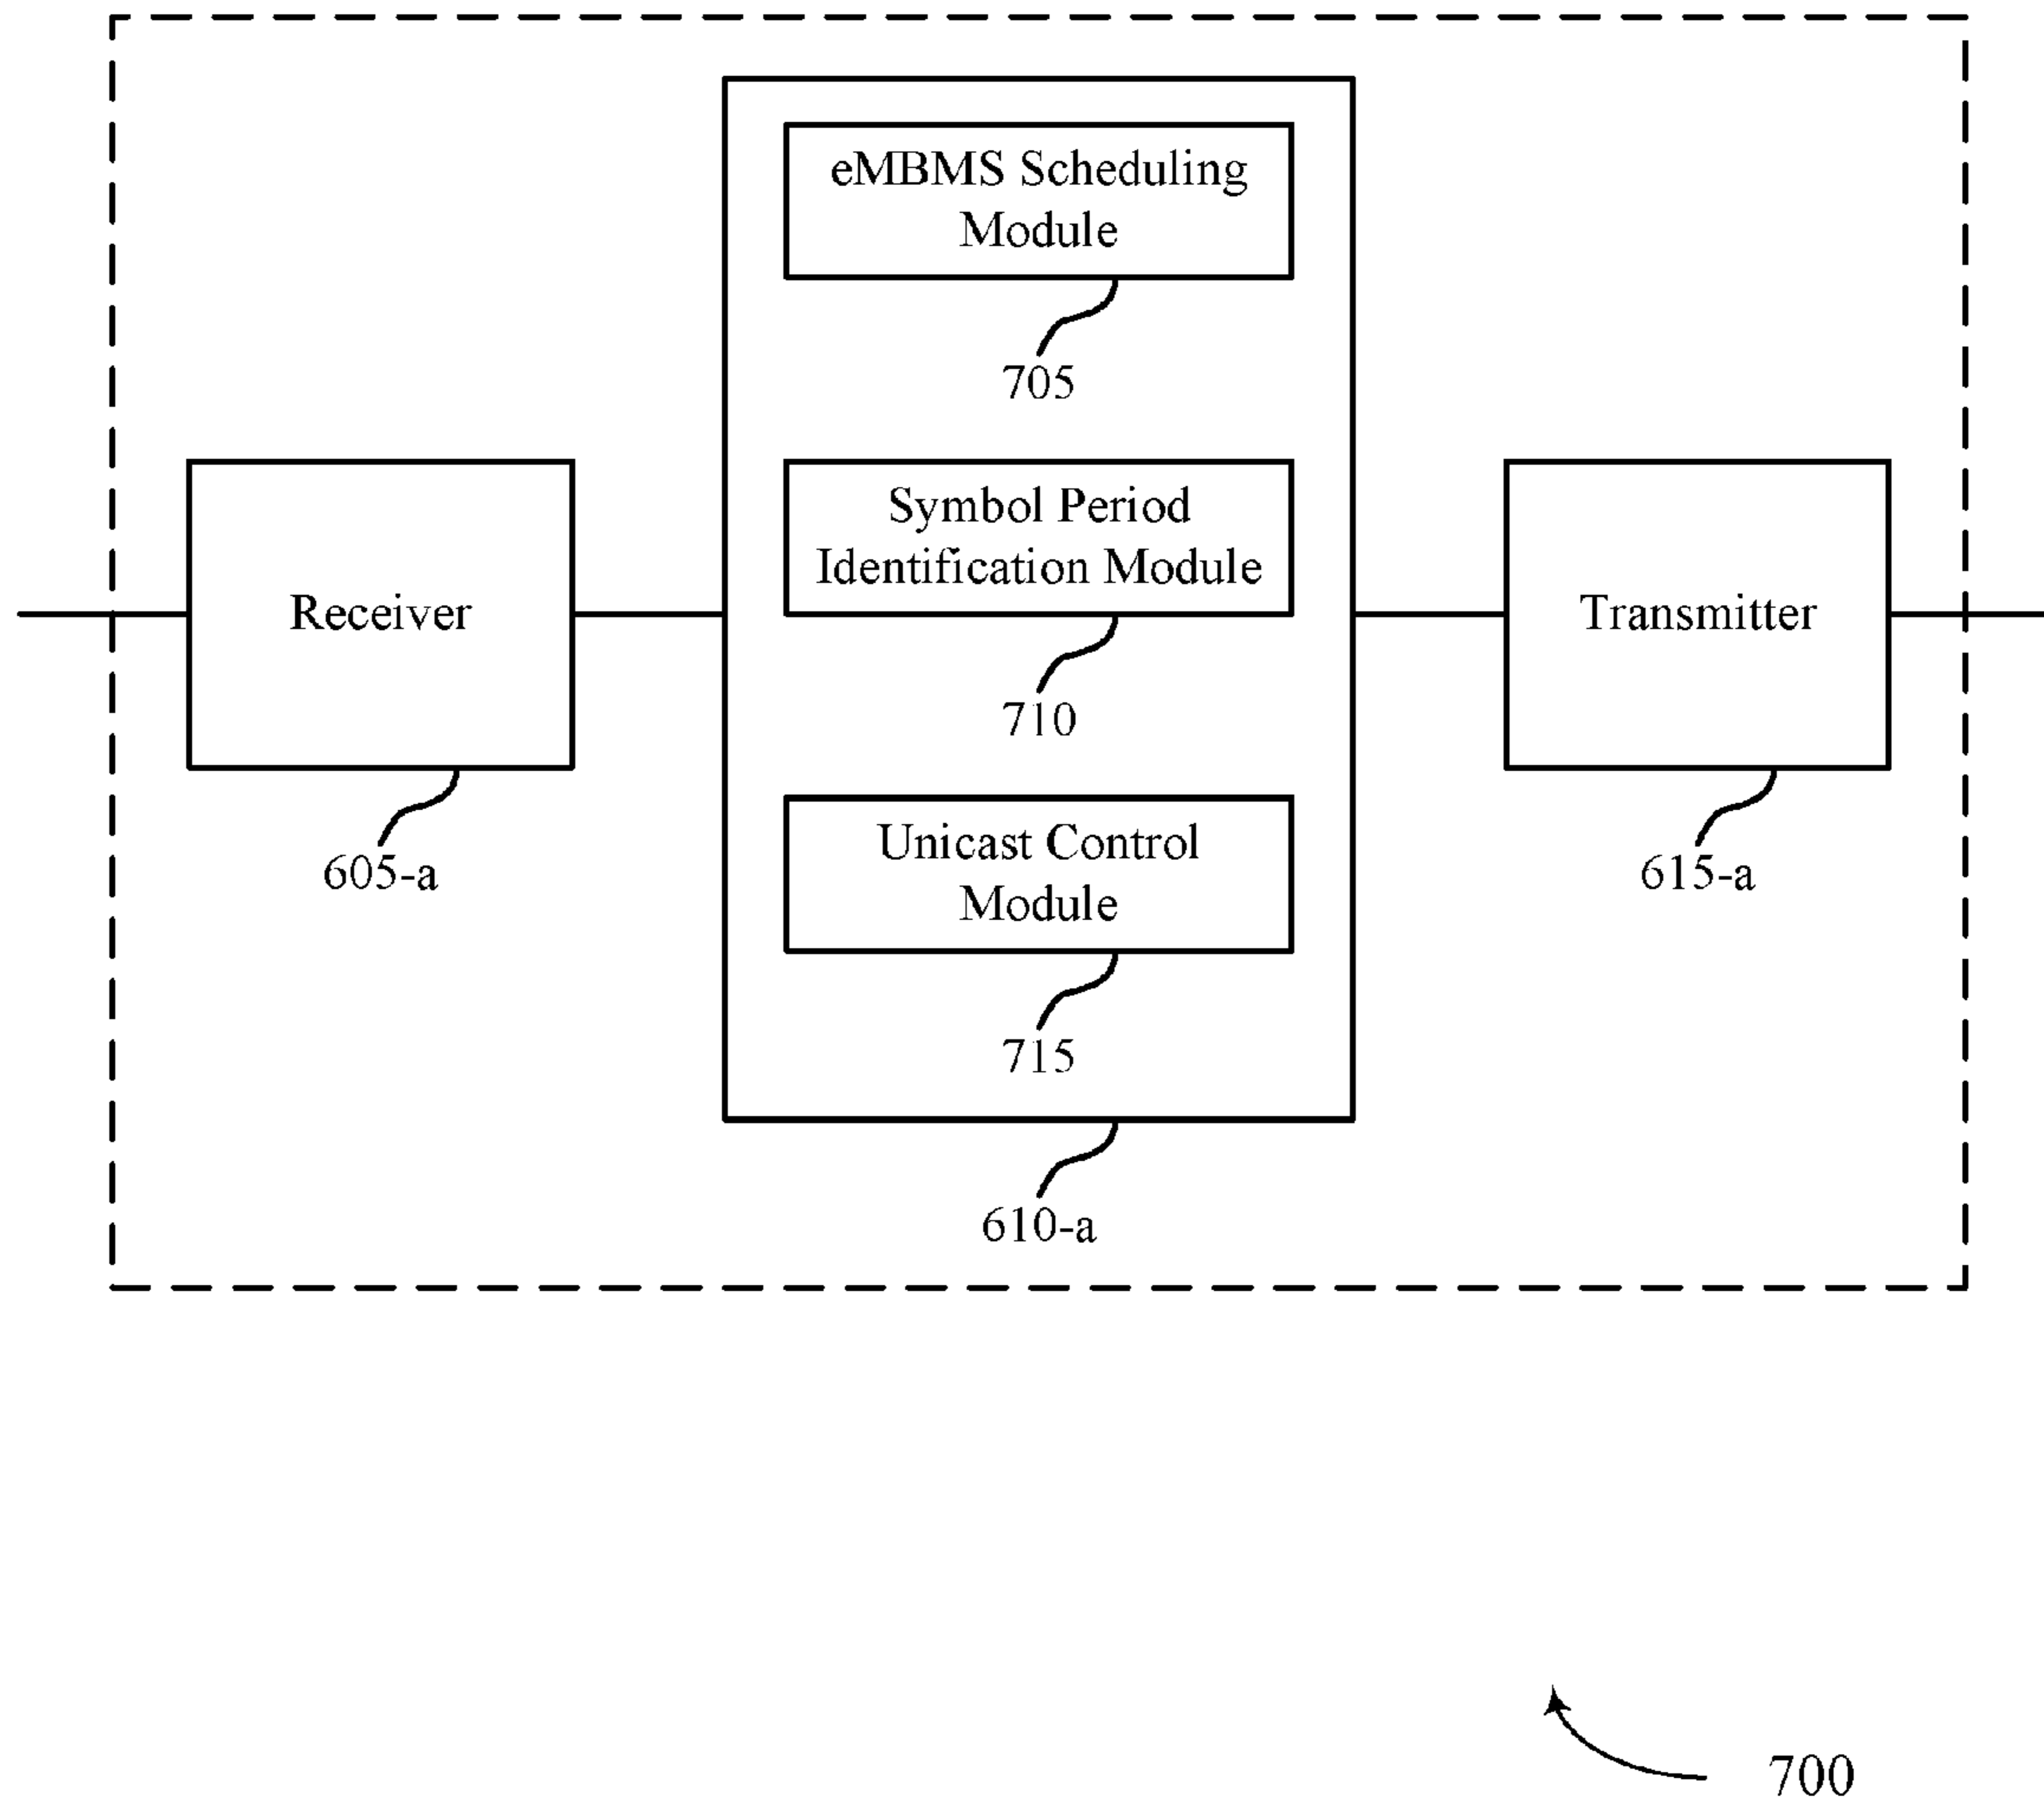 eMBMS Scheduling
Module
705
Symbol Period
Identification Module
710
Receiver
605-a
Transmitter
615-a
Unicast Control
Module
715
610-a
700